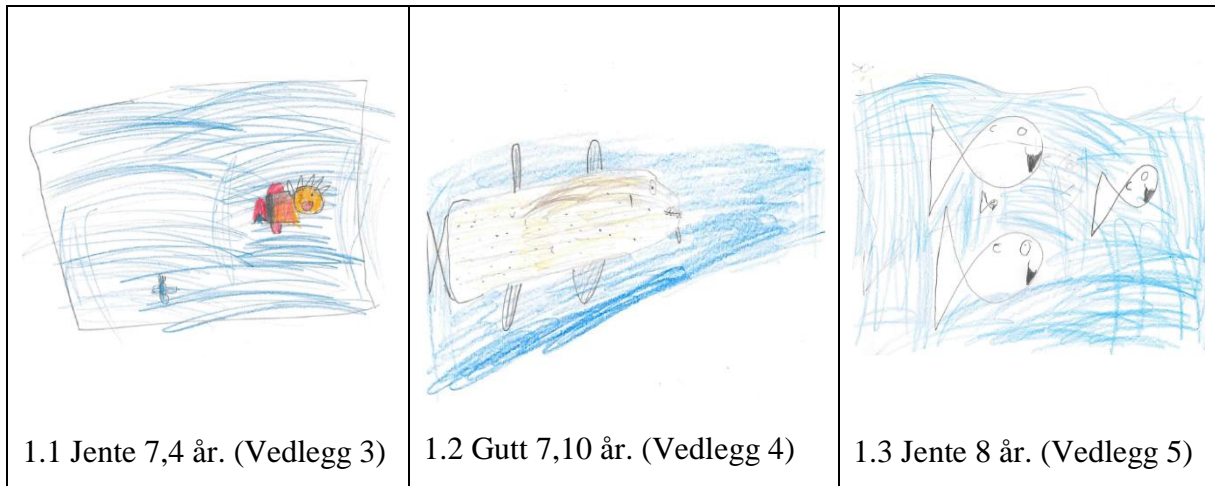 1.1 Jente 7,4 år. (Vedlegg 3)
1.2 Gutt 7,10 år. (Vedlegg 4)
1.3 Jente 8 år. (Vedlegg 5)